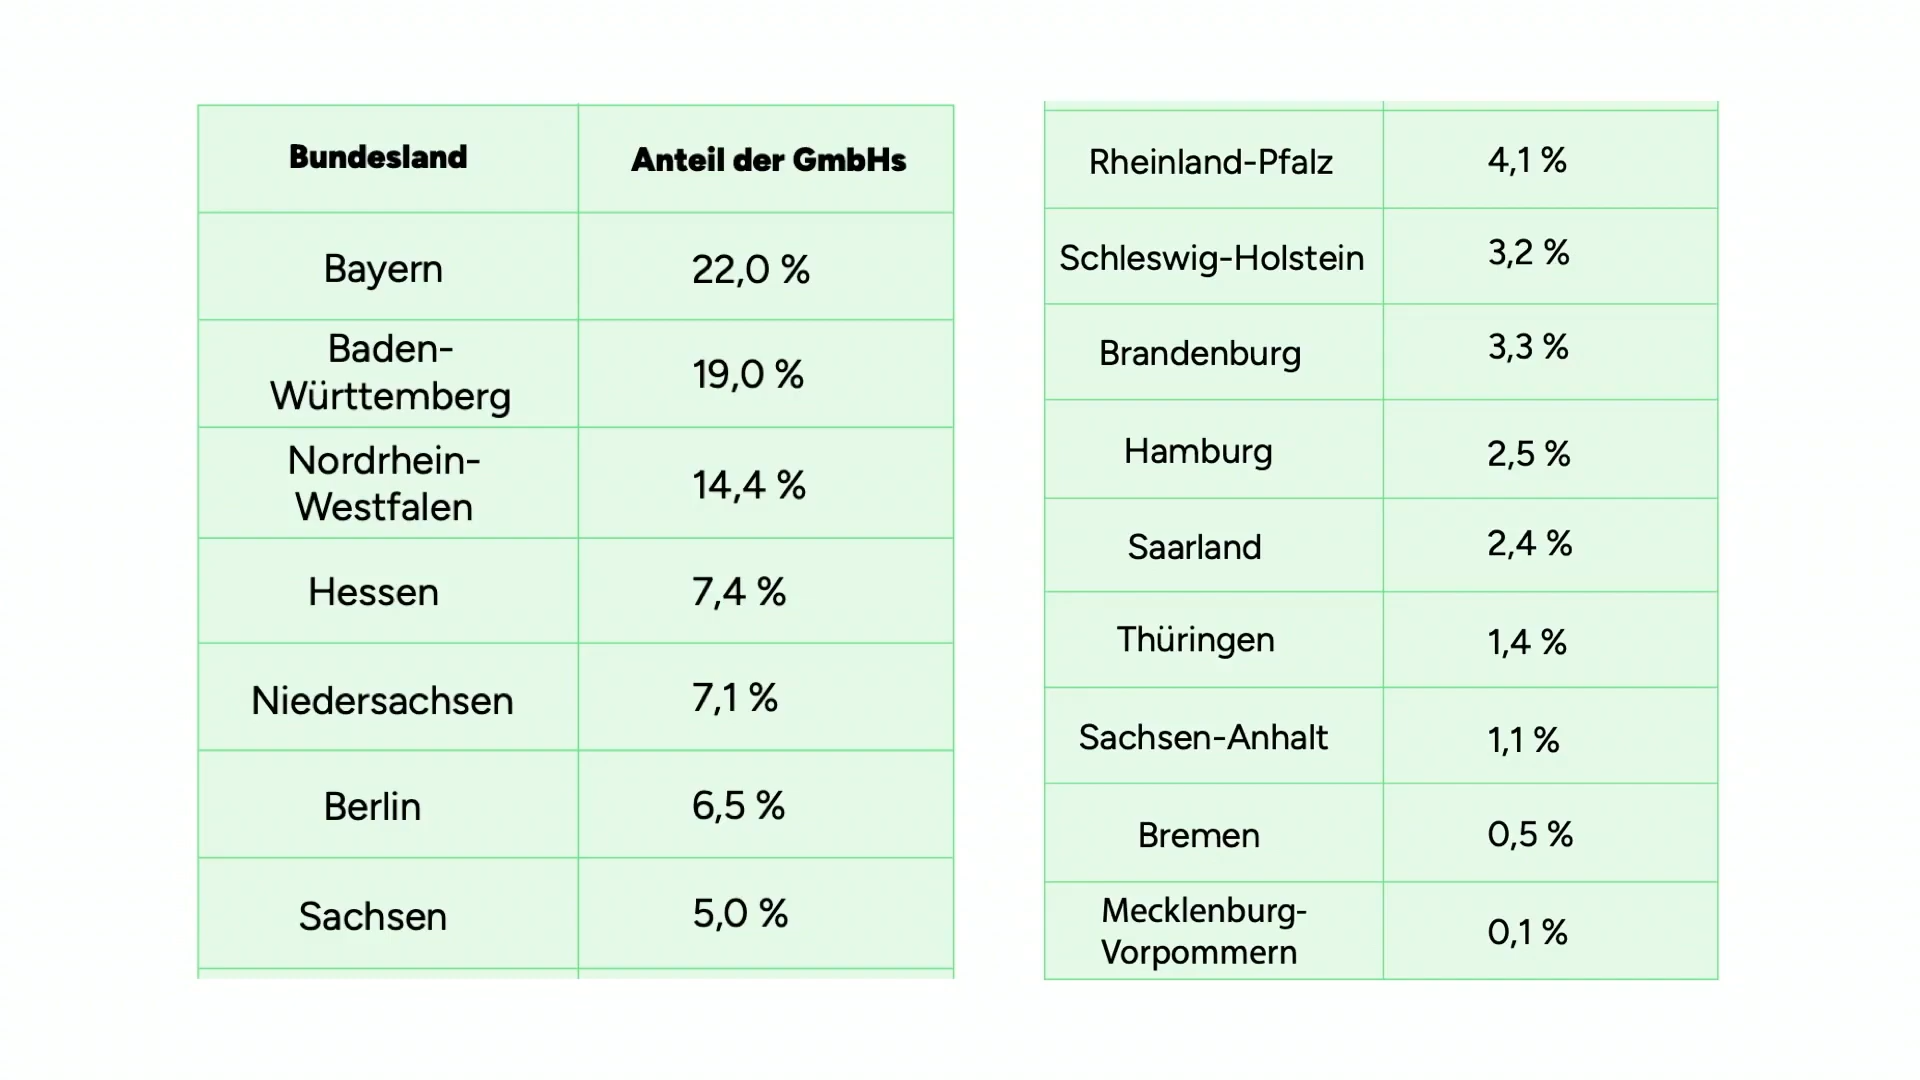 Bundesland Anteil der GmbHs
Bayern 22,0 %
Baden-
Württemberg 19,0 %
Nordrhein-
Westfalen 14,4 %
Hessen 7,4 %
Niedersachsen 7,1 %
Berlin 6,5 %
Sachsen 5,0 %
Rheinland-Pfalz 4,1 %
Schleswig-Holstein 3,2 %
Brandenburg 3,3 %
Hamburg 2,5 %
Saarland 2,4 %
Thüringen 1,4 %
Sachsen-Anhalt 1,1 %
Bremen 0,5 %
Mecklenburg-
Vorpommern 0,1 %